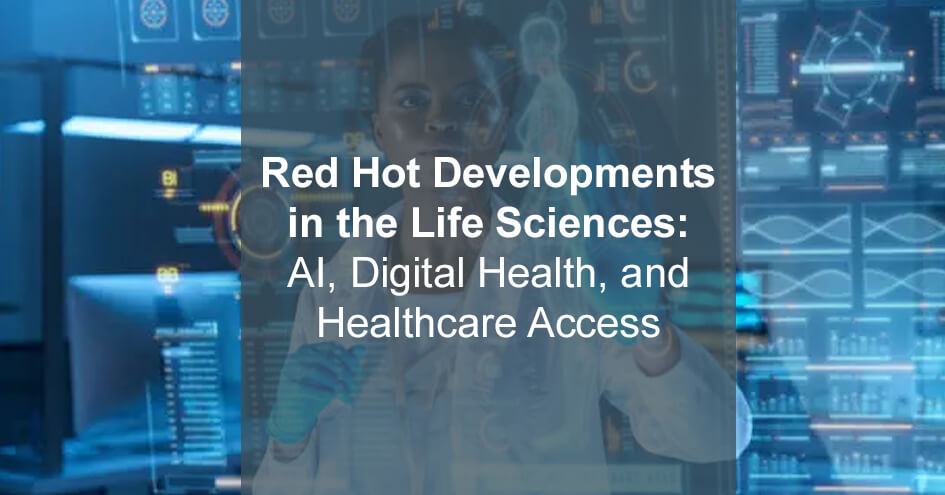 Red Hot Developments
in the Life Sciences:
AI, Digital Health, and
Healthcare Access